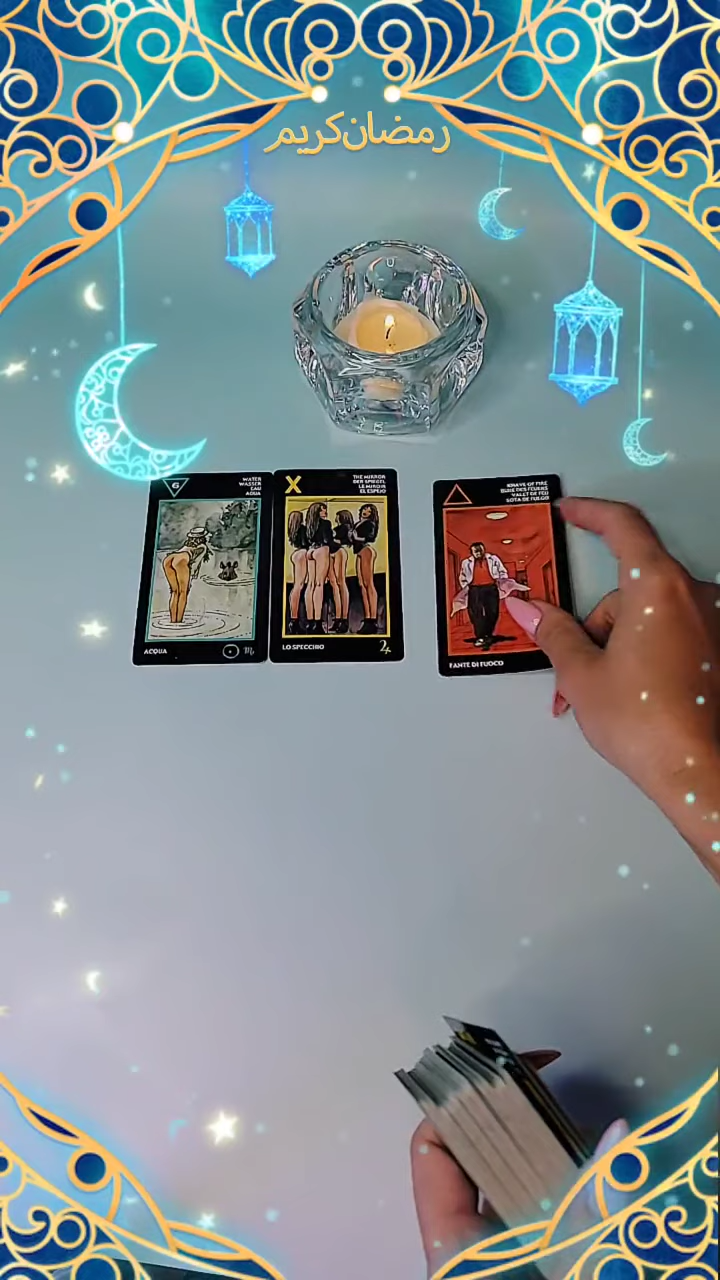 رمضان كريم
6
WATER
WASSER
EAU
AGUA
ACQUA
X
THE MIRROR
DER SPIEGEL
LE MIROIR
EL ESPEJO
LO SPECCHIO
KNAVE OF FIRE
BUBE DES FEUERS
VALET DE FEU
SOTA DE FUEGO
FANTE DI FUOCO